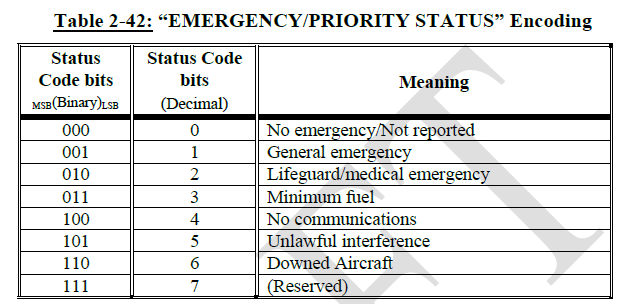 Table 2-42: “EMERGENCY/PRIORITY STATUS” Encoding
Status Code bits MSB(Binary)LSB | Status Code bits (Decimal) | Meaning
000 | 0 | No emergency/Not reported
001 | 1 | General emergency
010 | 2 | Lifeguard/medical emergency
011 | 3 | Minimum fuel
100 | 4 | No communications
101 | 5 | Unlawful interference
110 | 6 | Downed Aircraft
111 | 7 | (Reserved)